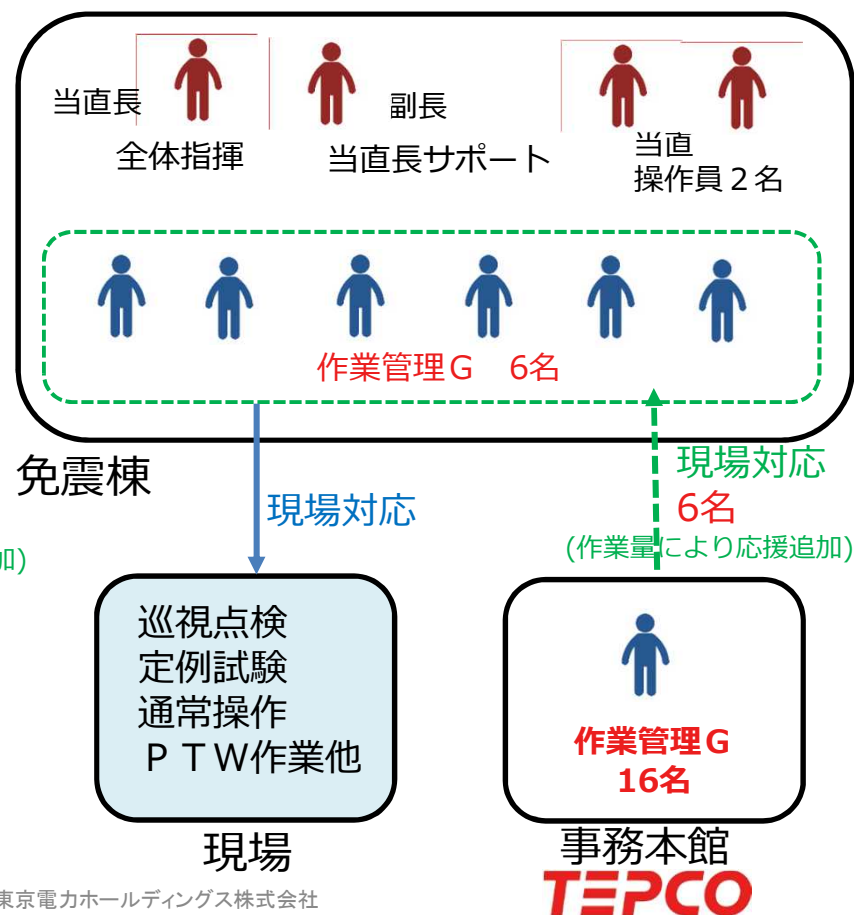 当直長
全体指揮
副長
当直長サポート
当直
操作員２名
作業管理Ｇ　6名
免震棟
現場対応
現場対応
6名
(作業量により応援追加)
加)
巡視点検
定例試験
通常操作
ＰＴＷ作業他
現場
作業管理Ｇ
16名
事務本館
東京電力ホールディングス株式会社
TEPCO